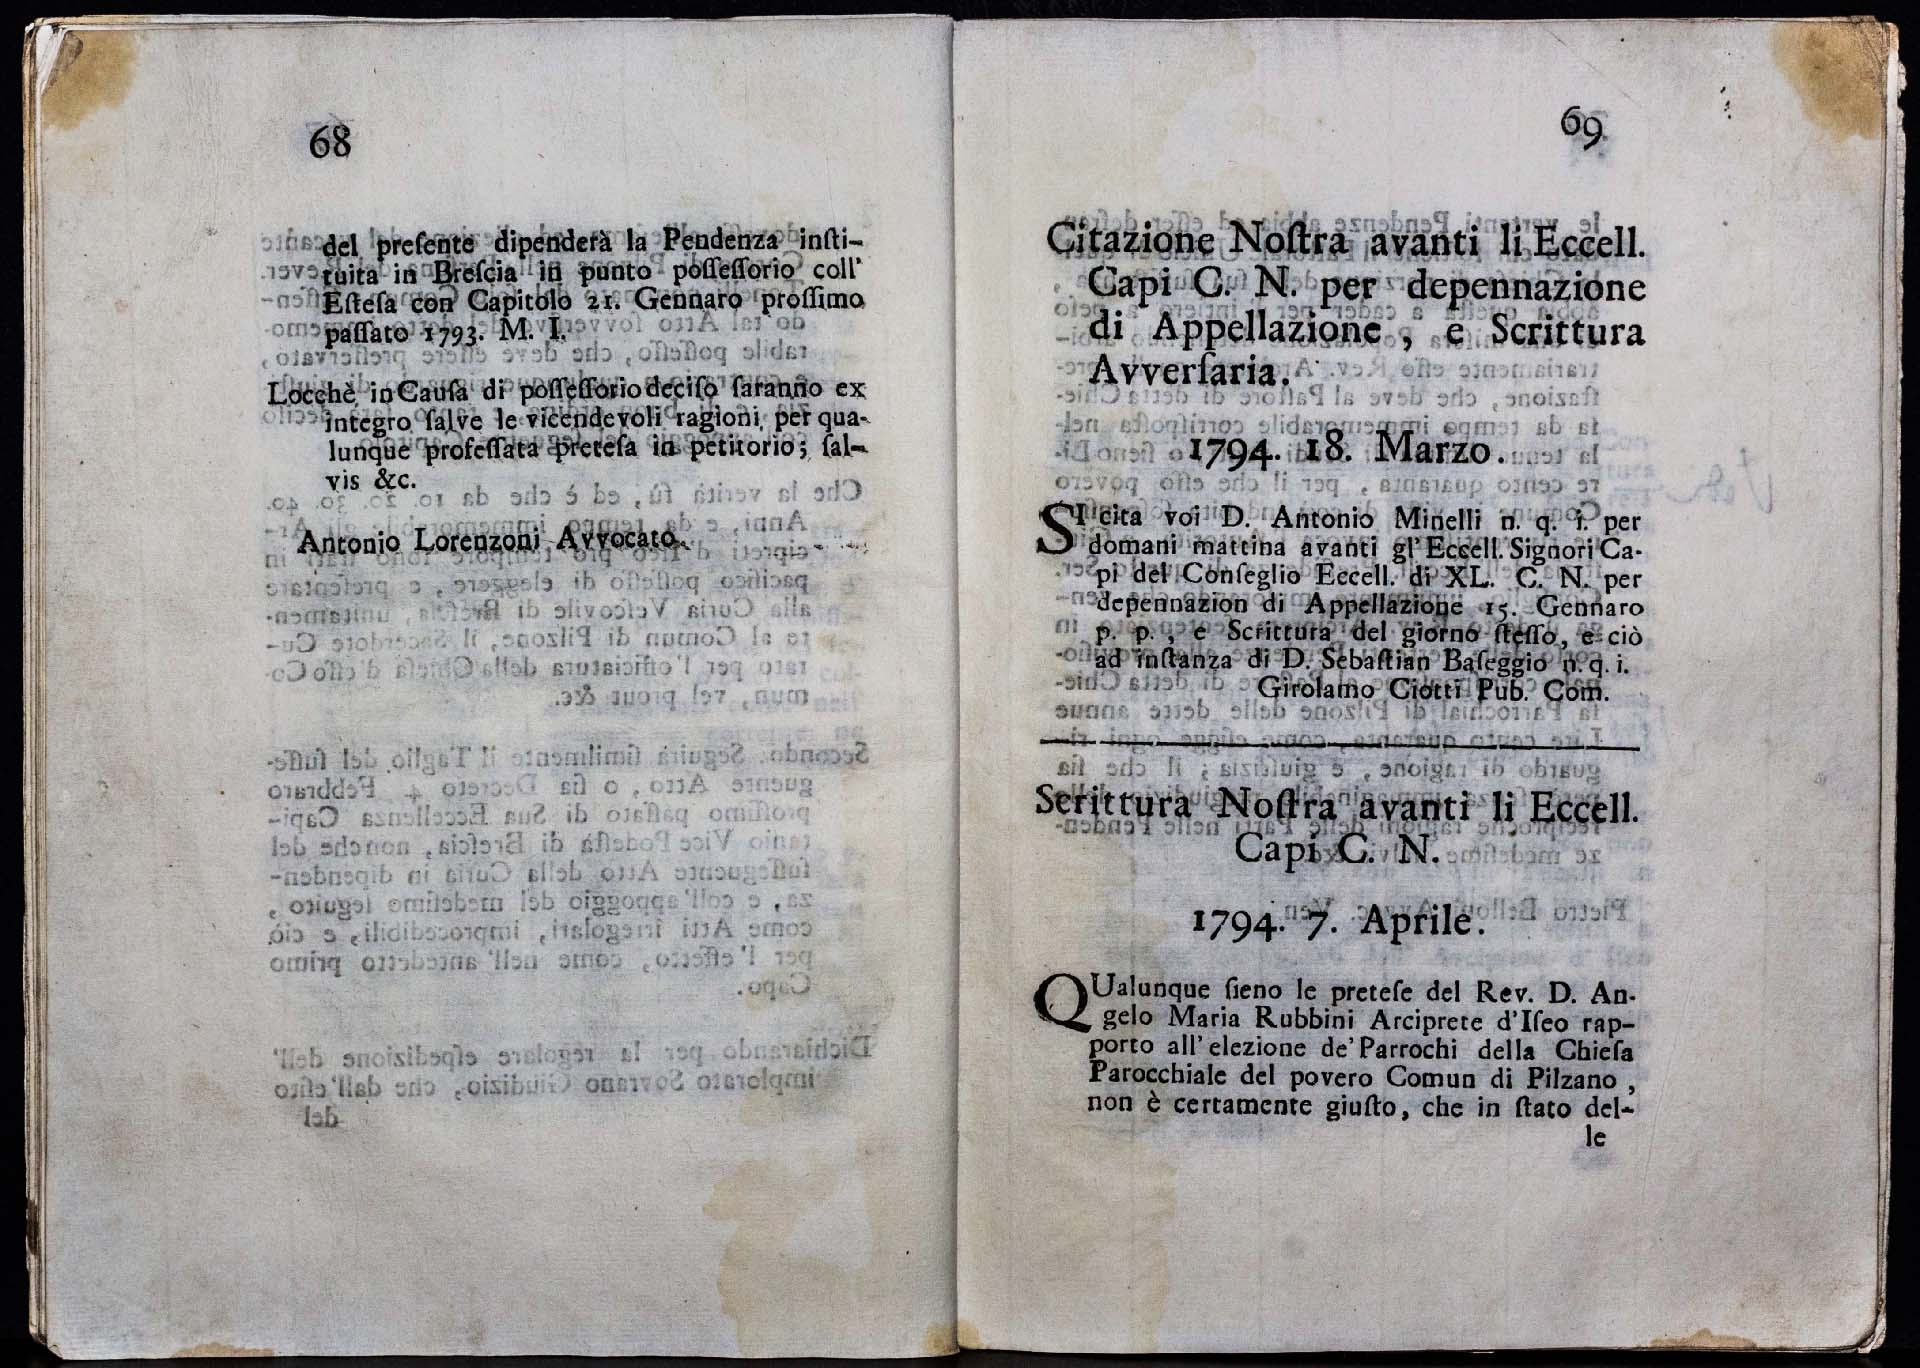 68
del preſente dipenderà la Pendenza inſti-
tuita in Breſcia in punto poſſeſſorio coll'
Eſteſa con Capitolo 21. Gennaro proſſimo
paſſato 1793. M. I.
Locchè in Cauſa di poſſeſſorio deciſo ſaranno ex
integro ſalve le vicendevoli ragioni per qua-
lunque profeſſata preteſa in petitorio; ſal-
vis &c.
Antonio Lorenzoni Avvocato.
69
Citazione Noſtra avanti li Eccell.
Capi C. N. per depennazione
di Appellazione, e Scrittura
Avverſaria.
1794. 18. Marzo.
SI cita voi D. Antonio Minelli n. q. i. per
domani mattina avanti gl'Eccell. Signori Ca-
pi del Conſeglio Eccell. di XL. C. N. per
depennazion di Appellazione 15. Gennaro
p. p., e Scrittura del giorno ſteſſo, e ciò
ad inſtanza di D. Sebaſtian Baſeggio n. q. i.
Girolamo Ciotti Pub. Com.
Scrittura Noſtra avanti li Eccell.
Capi C. N.
1794. 7. Aprile.
QUalunque ſieno le preteſe del Rev. D. An-
gelo Maria Rubbini Arciprete d'Iſeo rap-
porto all'elezione de' Parrochi della Chieſa
Parocchiale del povero Comun di Pilzano,
non è certamente giuſto, che in ſtato del-
le